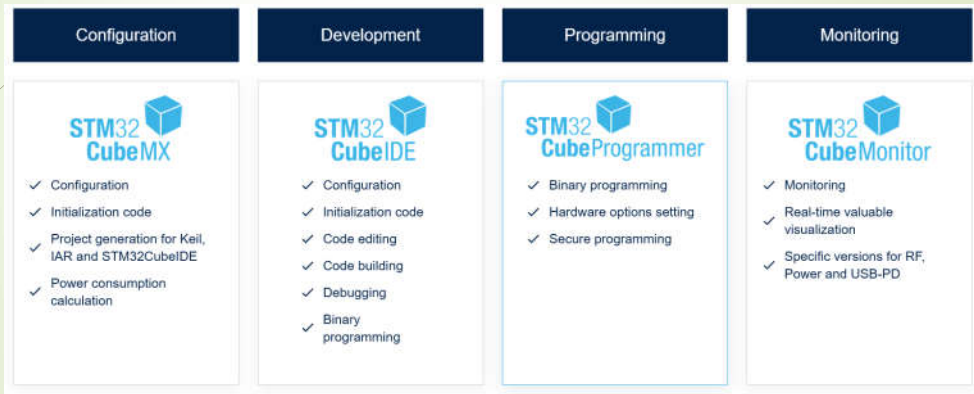 Configuration
Development
Programming
Monitoring
STM32
CubeMX
Configuration
Initialization code
Project generation for Keil,
IAR and STM32CubeIDE
Power consumption
calculation
STM32
CubeIDE
Configuration
Initialization code
Code editing
Code building
Debugging
Binary
programming
STM32
CubeProgrammer
Binary programming
Hardware options setting
Secure programming
STM32
CubeMonitor
Monitoring
Real-time valuable
visualization
Specific versions for RF,
Power and USB-PD